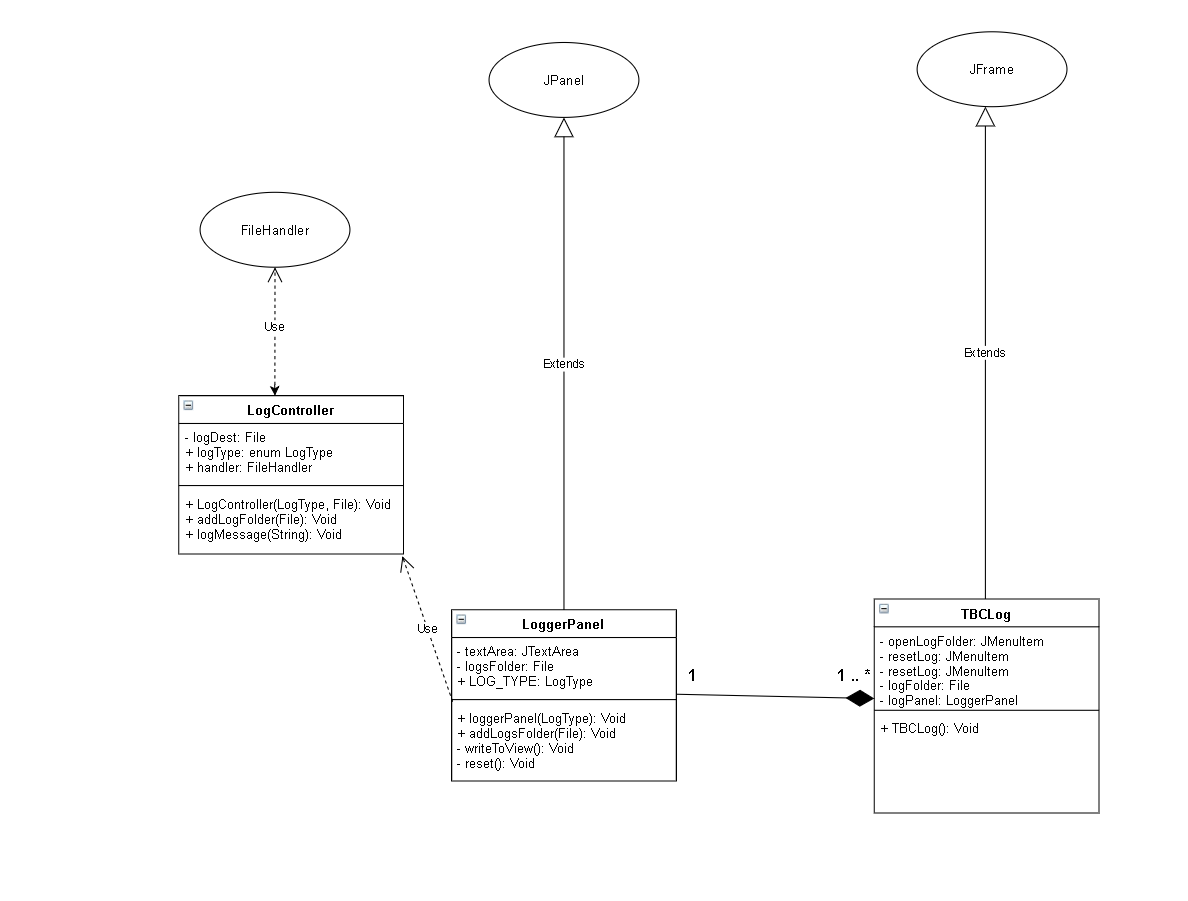 JPanel
JFrame
FileHandler
Use
Extends
Extends
LogController
- logDest: File
+ logType: enum LogType
+ handler: FileHandler
+ LogController(LogType, File): Void
+ addLogFolder(File): Void
+ logMessage(String): Void
Use
LoggerPanel
- textArea: JTextArea
- logsFolder: File
+ LOG_TYPE: LogType
+ loggerPanel(LogType): Void
+ addLogsFolder(File): Void
- writeToView(): Void
- reset(): Void
1
1 .. *
TBCLog
- openLogFolder: JMenuItem
- resetLog: JMenuItem
- resetLog: JMenuItem
- logFolder: File
- logPanel: LoggerPanel
+ TBCLog(): Void